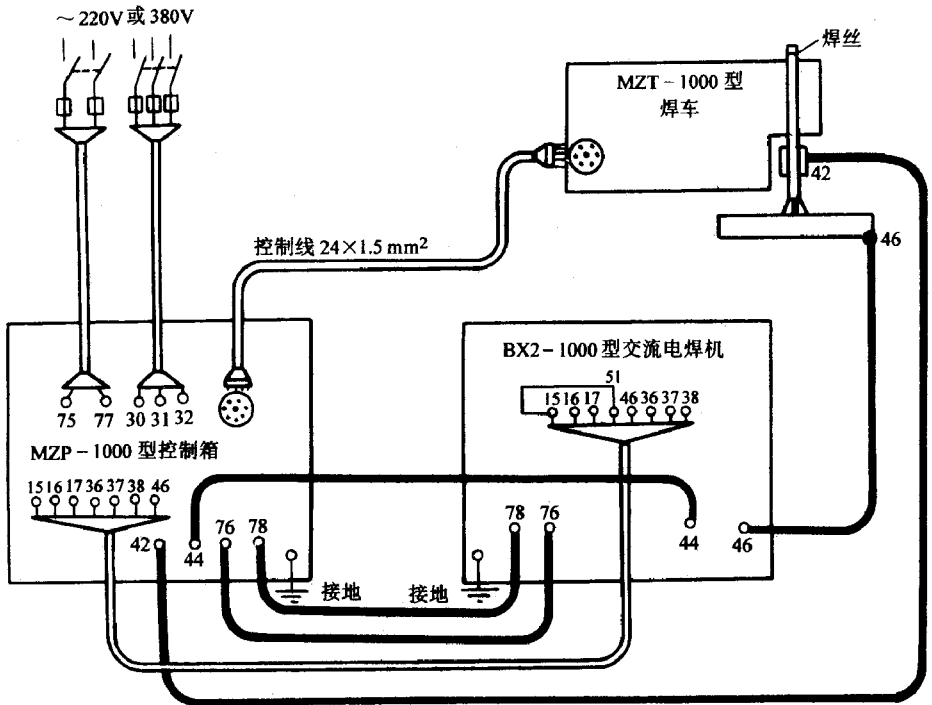 ～220V或380V
焊丝
MZT-1000型
焊车
42
46
控制线 24×1.5 mm²
BX2-1000型交流电焊机
51
15 16 17 46 36 37 38
75 77 30 31 32
MZP-1000型控制箱
15 16 17 36 37 38 46
42 44 76 78
78 76 44 46
接地 接地